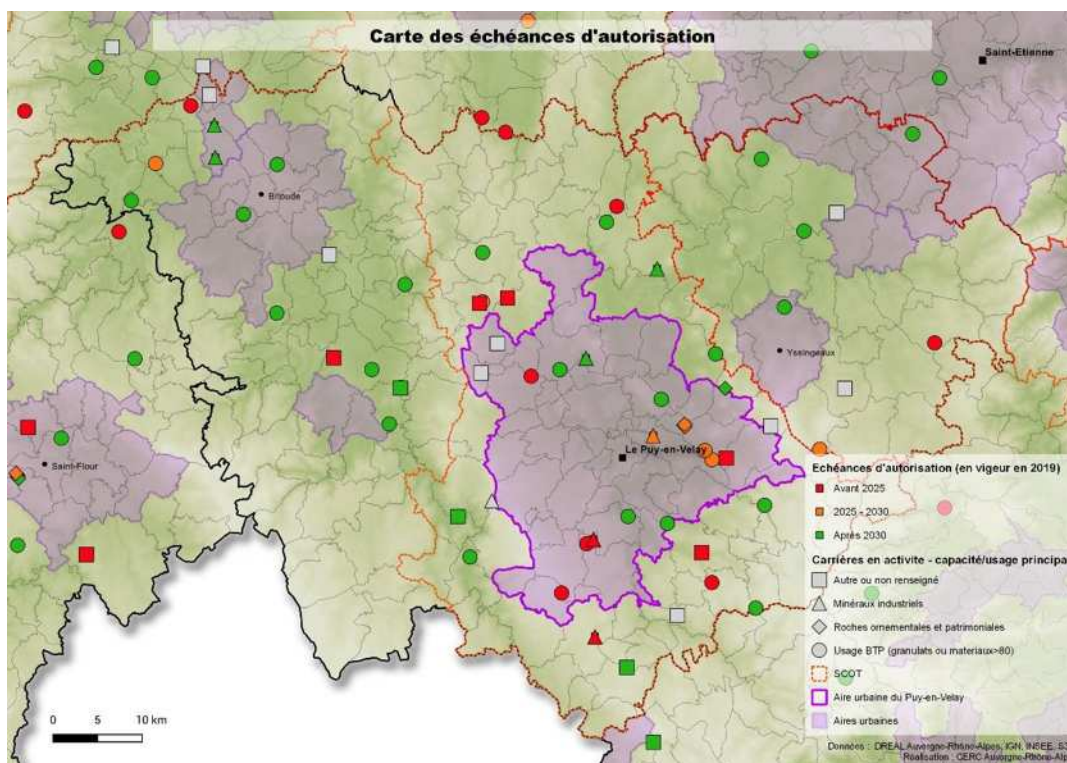 Carte des échéances d'autorisation
Saint-Etienne
Brioude
Yssingeaux
Le Puy-en-Velay
Saint-Flour
Echéances d'autorisation (en vigeur en 2019)
Avant 2025
2025 - 2030
Après 2030
Carrières en activite - capacité/usage principa
Autre ou non renseigné
Minéraux industriels
Roches ornementales et patrimoniales
Usage BTP (granulats ou materiaux>80)
SCOT
Aire urbaine du Puy-en-Velay
Aires urbaines
0 5 10 km
Données : DREAL Auvergne-Rhône-Alpes, IGN, INSEE, S3
Réalisation : CERC Auvergne-Rhône-Alp